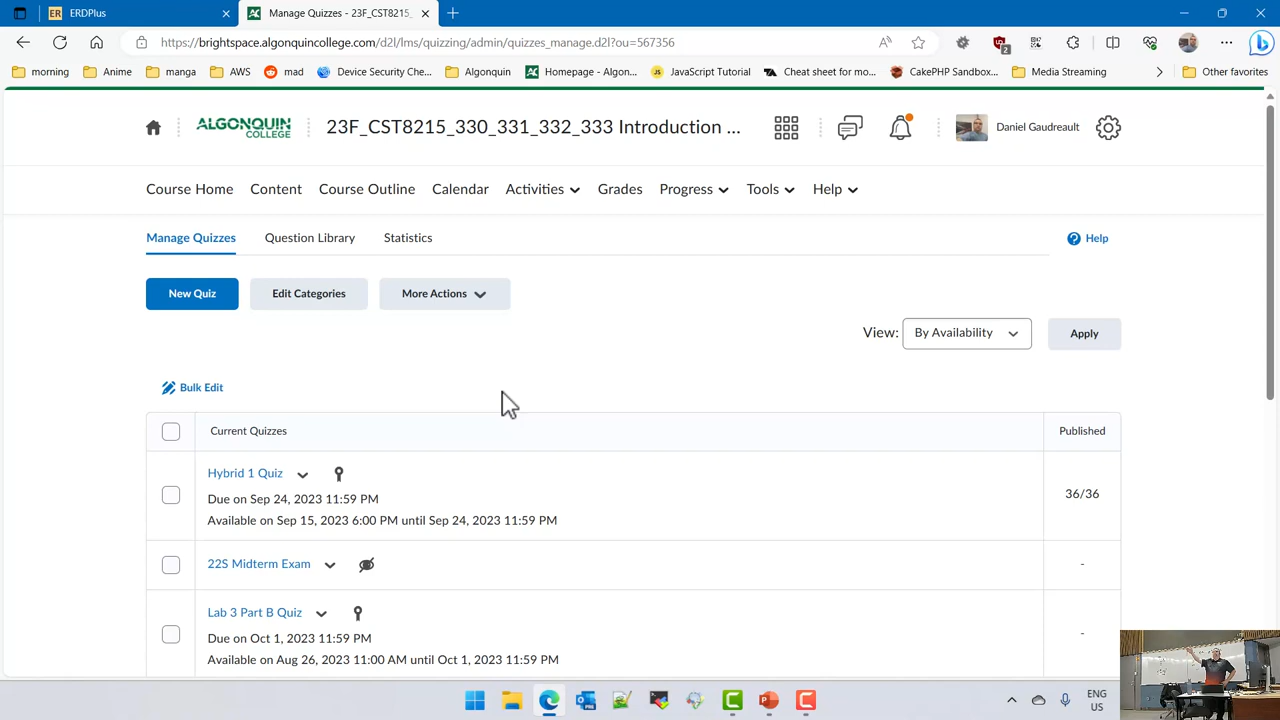 ERDPlus
Manage Quizzes - 23F_CST8215_
https://brightspace.algonquincollege.com/d2l/lms/quizzing/admin/quizzes_manage.d2l?ou=567356
morning
Anime
manga
AWS
mad
Device Security Che...
Algonquin
Homepage - Algon...
JavaScript Tutorial
Cheat sheet for mo...
CakePHP Sandbox...
Media Streaming
Other favorites
ALGONQUIN
COLLEGE
23F_CST8215_330_331_332_333 Introduction ...
Daniel Gaudreault
Course Home
Content
Course Outline
Calendar
Activities
Grades
Progress
Tools
Help
Manage Quizzes
Question Library
Statistics
Help
New Quiz
Edit Categories
More Actions
View:
By Availability
Apply
Bulk Edit
Current Quizzes
Published
Hybrid 1 Quiz
Due on Sep 24, 2023 11:59 PM
Available on Sep 15, 2023 6:00 PM until Sep 24, 2023 11:59 PM
36/36
22S Midterm Exam
-
Lab 3 Part B Quiz
Due on Oct 1, 2023 11:59 PM
Available on Aug 26, 2023 11:00 AM until Oct 1, 2023 11:59 PM
-
ENG
US